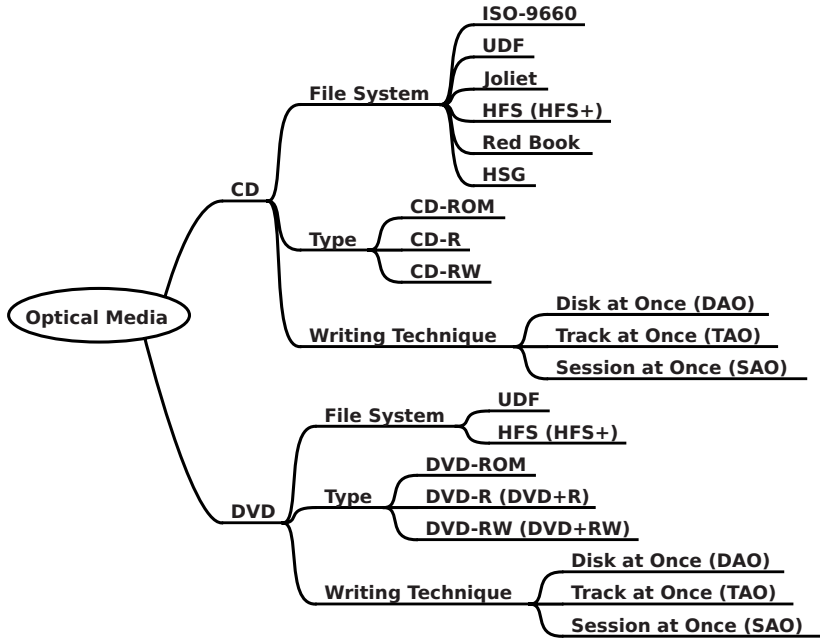 Optical Media
CD
File System
ISO-9660
UDF
Joliet
HFS (HFS+)
Red Book
HSG
Type
CD-ROM
CD-R
CD-RW
Writing Technique
Disk at Once (DAO)
Track at Once (TAO)
Session at Once (SAO)
DVD
File System
UDF
HFS (HFS+)
Type
DVD-ROM
DVD-R (DVD+R)
DVD-RW (DVD+RW)
Writing Technique
Disk at Once (DAO)
Track at Once (TAO)
Session at Once (SAO)